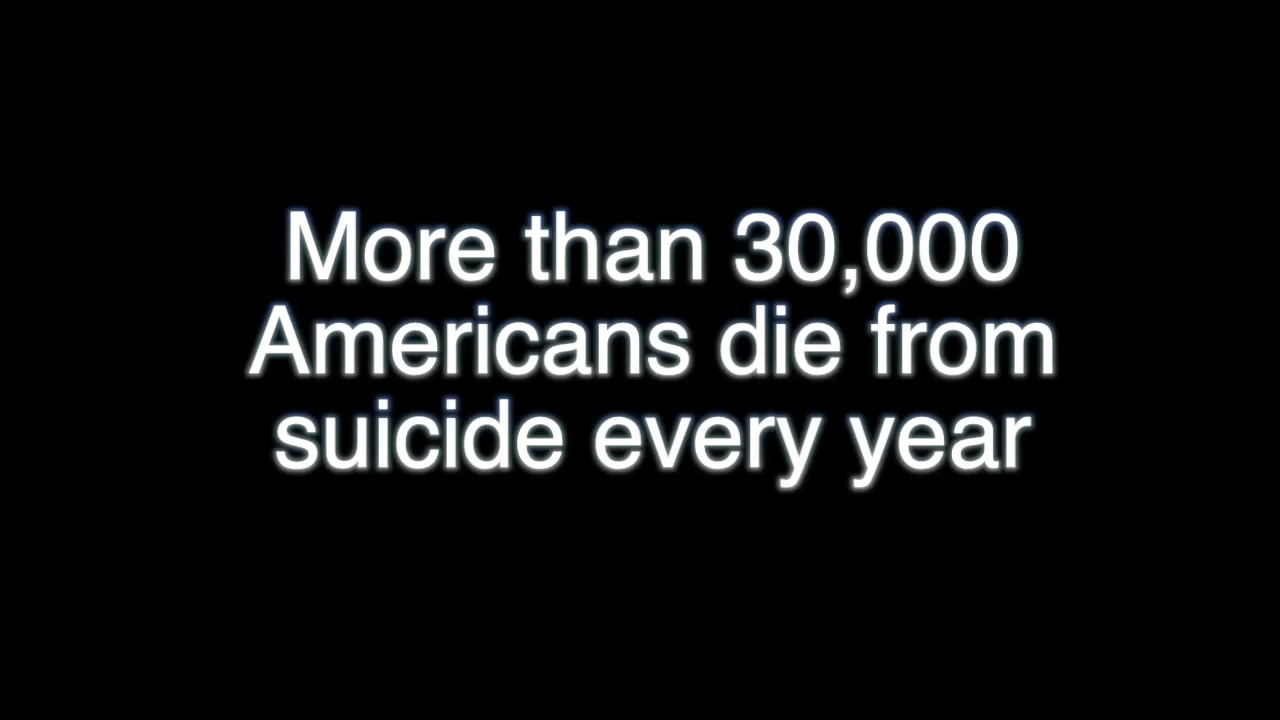 More than 30,000
Americans die from
suicide every year